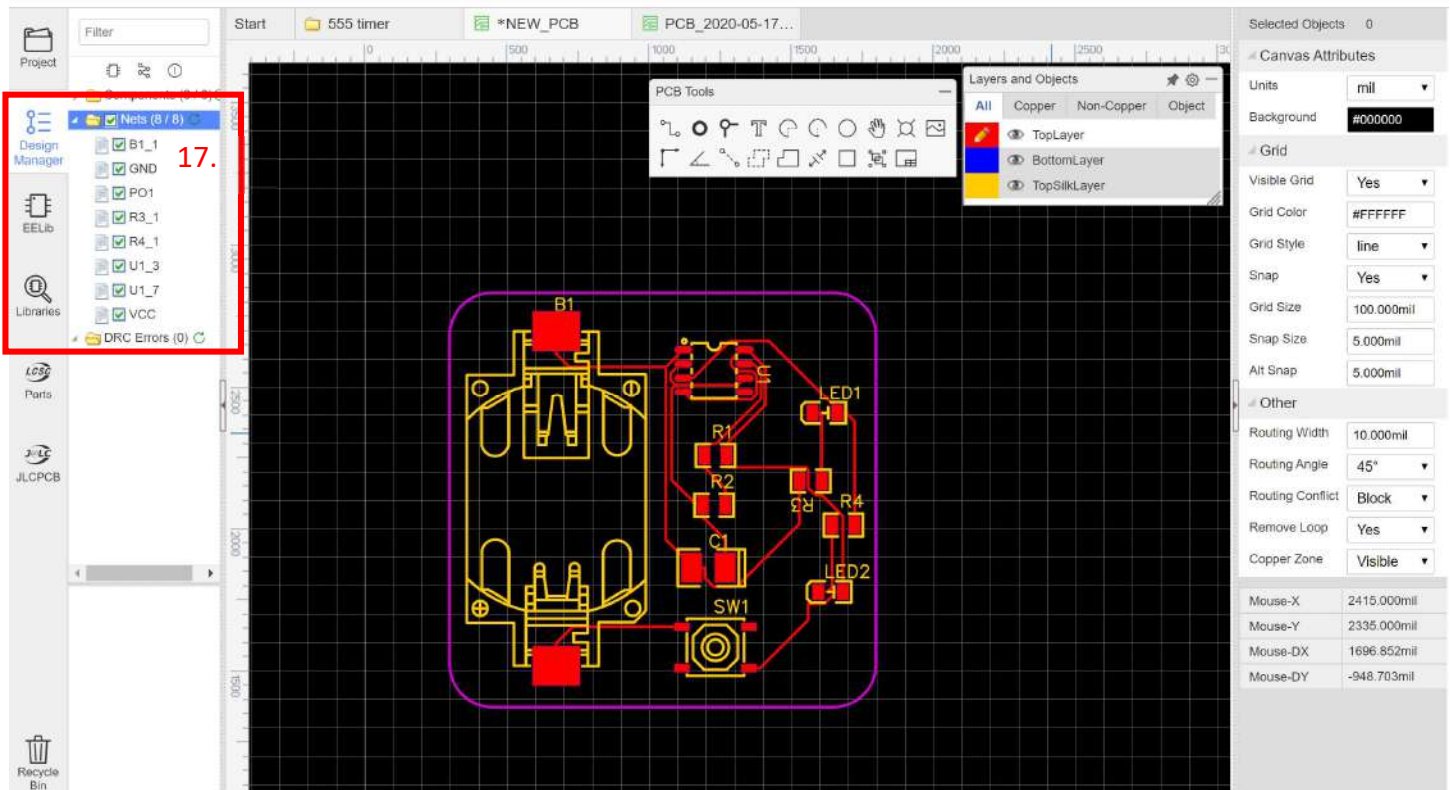 Start
555 timer
*NEW_PCB
PCB_2020-05-17...
Project
Design
Manager
EELib
Libraries
LCSC
Parts
JLCPCB
Recycle
Bin
Filter
Nets (8 / 8)
B1_1
GND
PO1
R3_1
R4_1
U1_3
U1_7
VCC
DRC Errors (0)
17.
0
500
1000
1500
2000
2500
3000
2500
2000
1500
PCB Tools
T
Layers and Objects
All Copper Non-Copper Object
TopLayer
BottomLayer
TopSilkLayer
B1
U1
LED1
R1
R2
R3
R4
C1
LED2
SW1
Selected Objects 0
Canvas Attributes
Units mil
Background #000000
Grid
Visible Grid Yes
Grid Color #FFFFFF
Grid Style line
Snap Yes
Grid Size 100.000mil
Snap Size 5.000mil
Alt Snap 5.000mil
Other
Routing Width 10.000mil
Routing Angle 45°
Routing Conflict Block
Remove Loop Yes
Copper Zone Visible
Mouse-X 2415.000mil
Mouse-Y 2335.000mil
Mouse-DX 1696.852mil
Mouse-DY -948.703mil